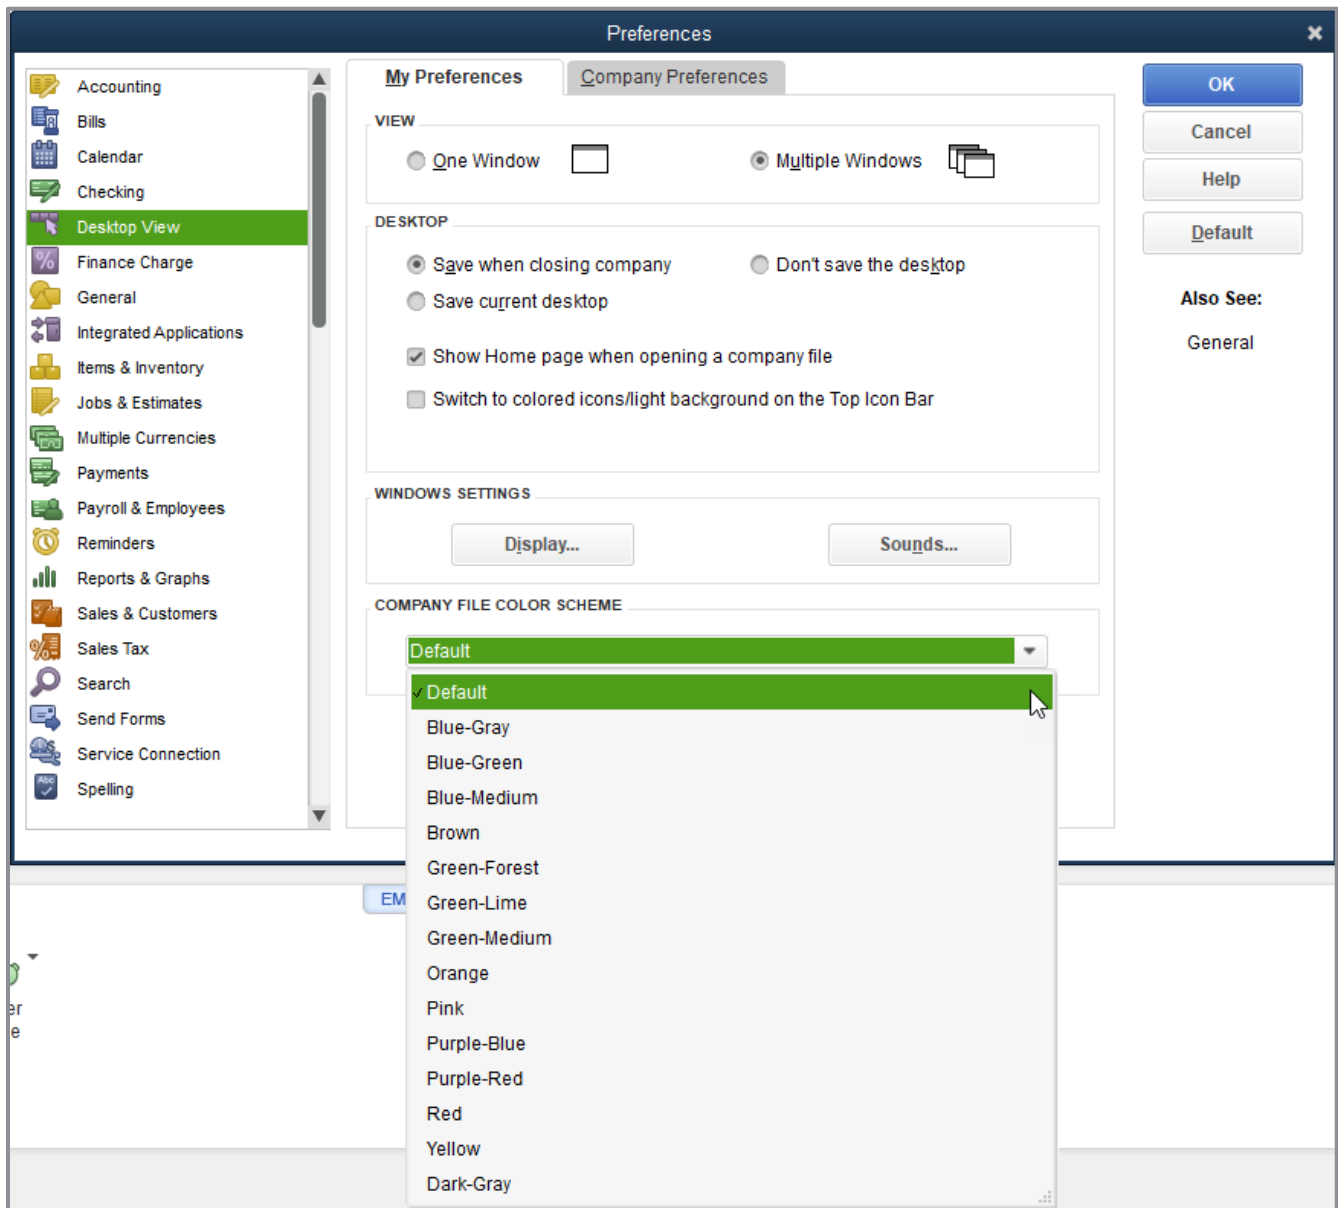 Preferences
Accounting
Bills
Calendar
Checking
Desktop View
Finance Charge
General
Integrated Applications
Items & Inventory
Jobs & Estimates
Multiple Currencies
Payments
Payroll & Employees
Reminders
Reports & Graphs
Sales & Customers
Sales Tax
Search
Send Forms
Service Connection
Abc
Spelling
My Preferences
Company Preferences
VIEW
One Window
Multiple Windows
DESKTOP
Save when closing company
Don't save the desktop
Save current desktop
Show Home page when opening a company file
Switch to colored icons/light background on the Top Icon Bar
WINDOWS SETTINGS
Display...
Sounds...
COMPANY FILE COLOR SCHEME
Default
Default
Blue-Gray
Blue-Green
Blue-Medium
Brown
Green-Forest
Green-Lime
Green-Medium
Orange
Pink
Purple-Blue
Purple-Red
Red
Yellow
Dark-Gray
OK
Cancel
Help
Default
Also See:
General
EM
er
e